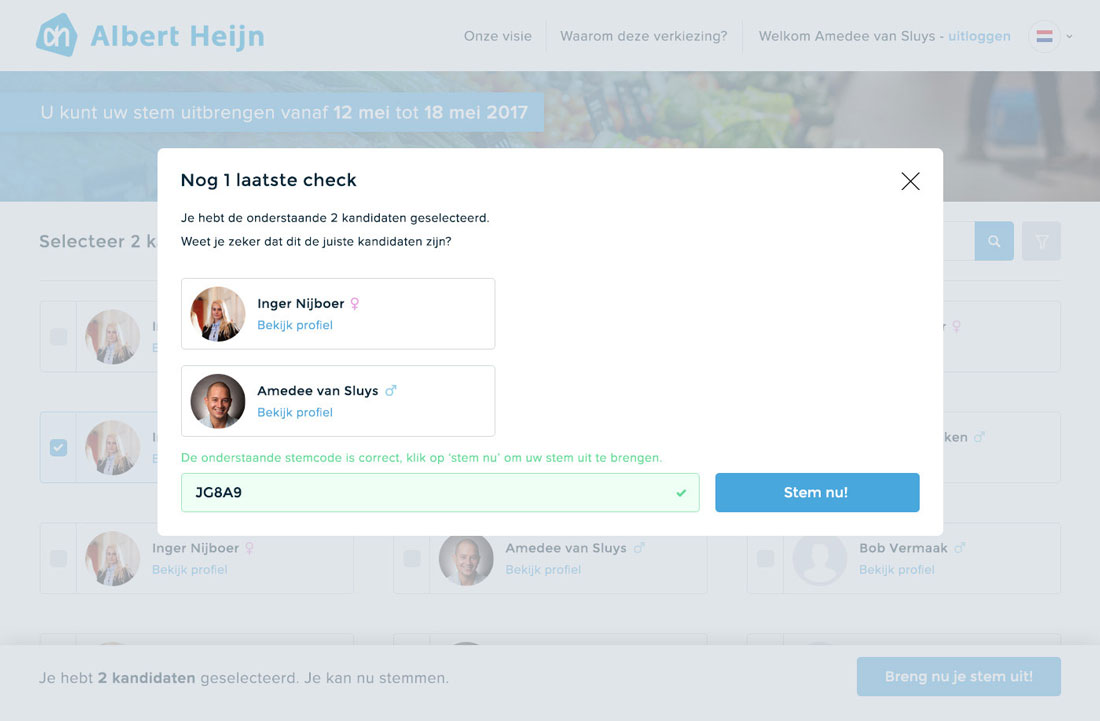 Albert Heijn
Onze visie
Waarom deze verkiezing?
Welkom Amedee van Sluys - uitloggen
U kunt uw stem uitbrengen vanaf 12 mei tot 18 mei 2017
Nog 1 laatste check
Je hebt de onderstaande 2 kandidaten geselecteerd.
Weet je zeker dat dit de juiste kandidaten zijn?
Selecteer 2
Inger Nijboer
Bekijk profiel
Amedee van Sluys
Bekijk profiel
De onderstaande stemcode is correct, klik op 'stem nu' om uw stem uit te brengen.
JG8A9
Stem nu!
Inger Nijboer
Bekijk profiel
Amedee van Sluys
Bekijk profiel
Bob Vermaak
Bekijk profiel
Je hebt 2 kandidaten geselecteerd. Je kan nu stemmen.
Breng nu je stem uit!